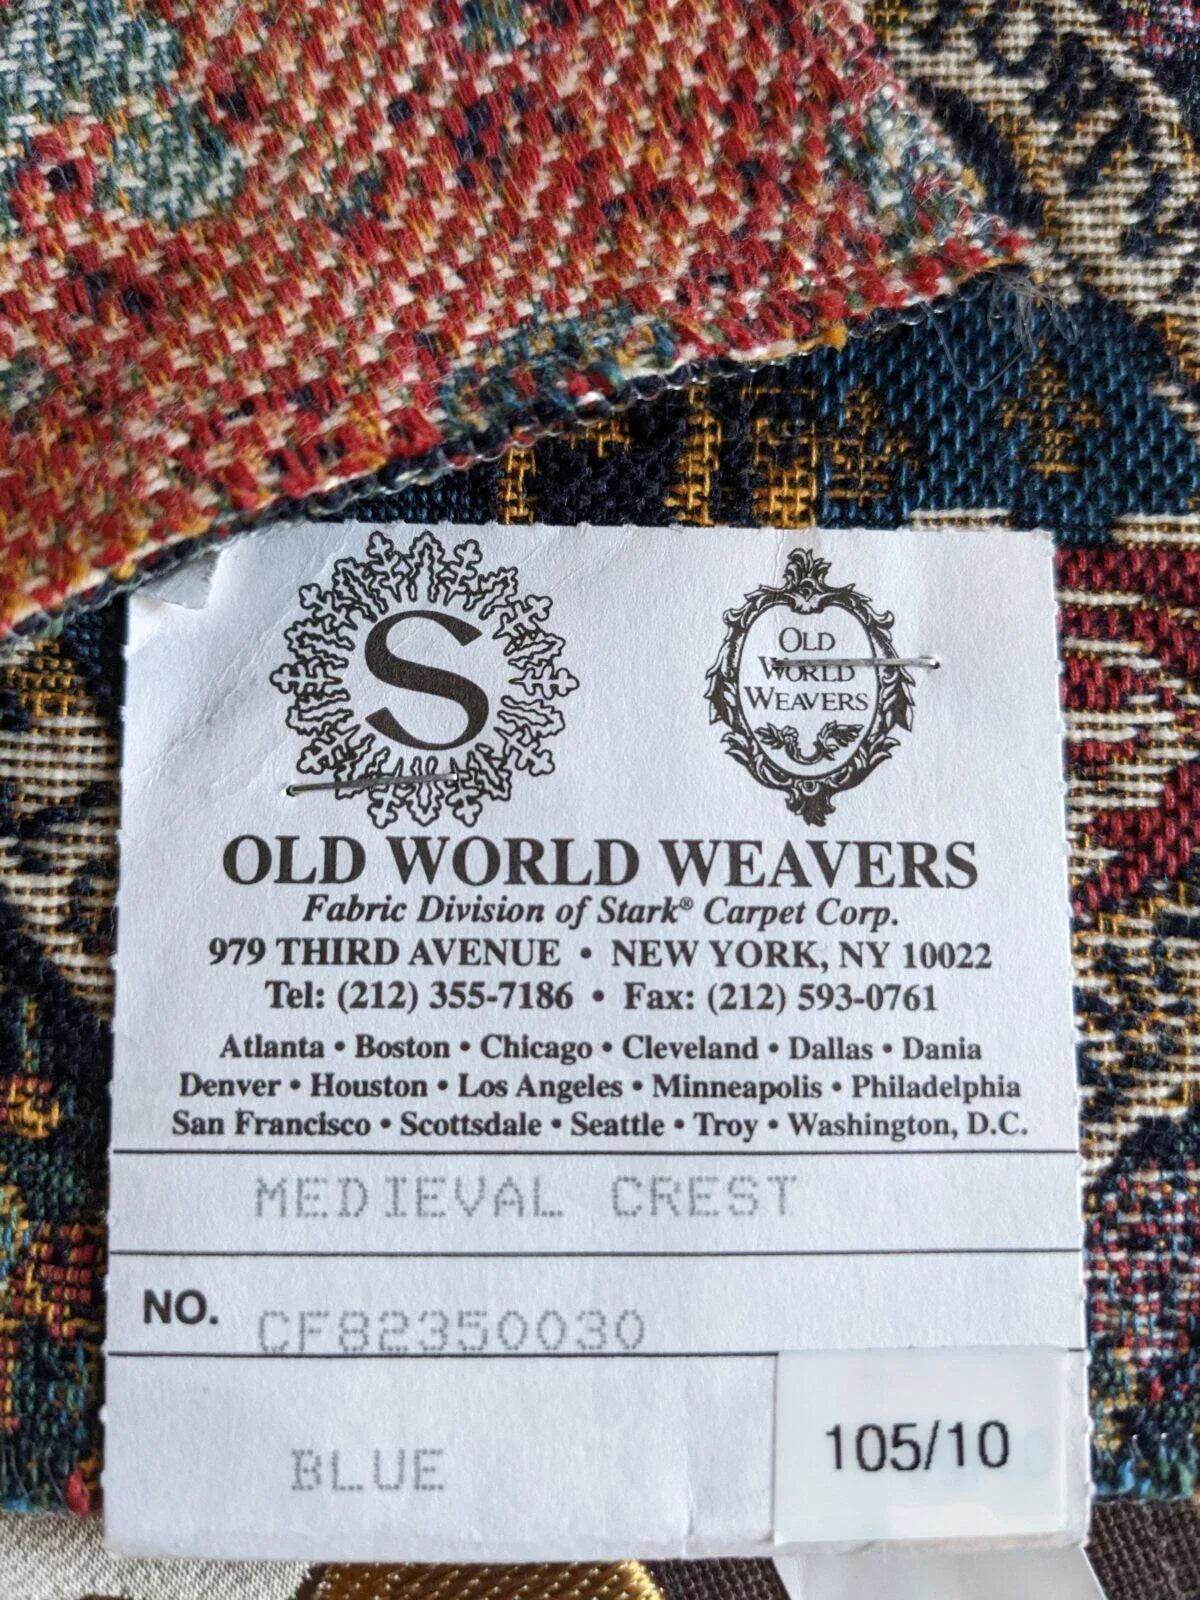 S
OLD
WORLD
WEAVERS
OLD WORLD WEAVERS
Fabric Division of Stark® Carpet Corp.
979 THIRD AVENUE • NEW YORK, NY 10022
Tel: (212) 355-7186 • Fax: (212) 593-0761
Atlanta • Boston • Chicago • Cleveland • Dallas • Dania
Denver • Houston • Los Angeles • Minneapolis • Philadelphia
San Francisco • Scottsdale • Seattle • Troy • Washington, D.C.
MEDIEVAL CREST
NO. CF82350030
BLUE
105/10